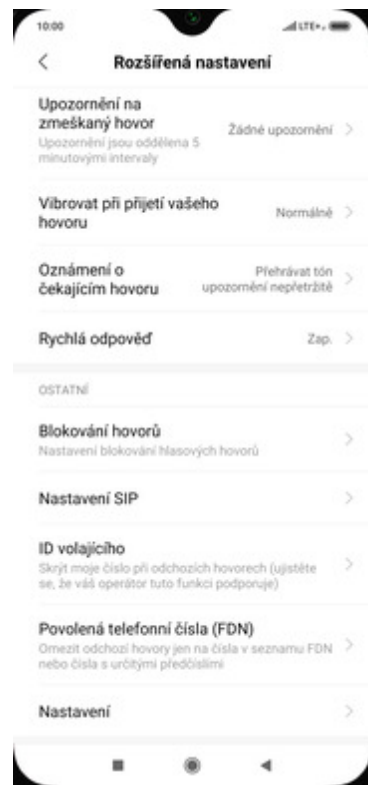 10:00
LTE+
Rozšířená nastavení
Upozornění na
zmeškaný hovor
Upozornění jsou oddělena 5
minutovými intervaly
Žádné upozornění
Vibrovat při přijetí vašeho
hovoru
Normálně
Oznámení o
čekajícím hovoru
Přehrávat tón
upozornění nepřetržitě
Rychlá odpověď
Zap.
OSTATNÍ
Blokování hovorů
Nastavení blokování hlasových hovorů
Nastavení SIP
ID volajícího
Skrýt moje číslo při odchozích hovorech (ujistěte
se, že váš operátor tuto funkci podporuje)
Povolená telefonní čísla (FDN)
Omezit odchozí hovory jen na čísla v seznamu FDN
nebo čísla s určitými předčíslími
Nastavení